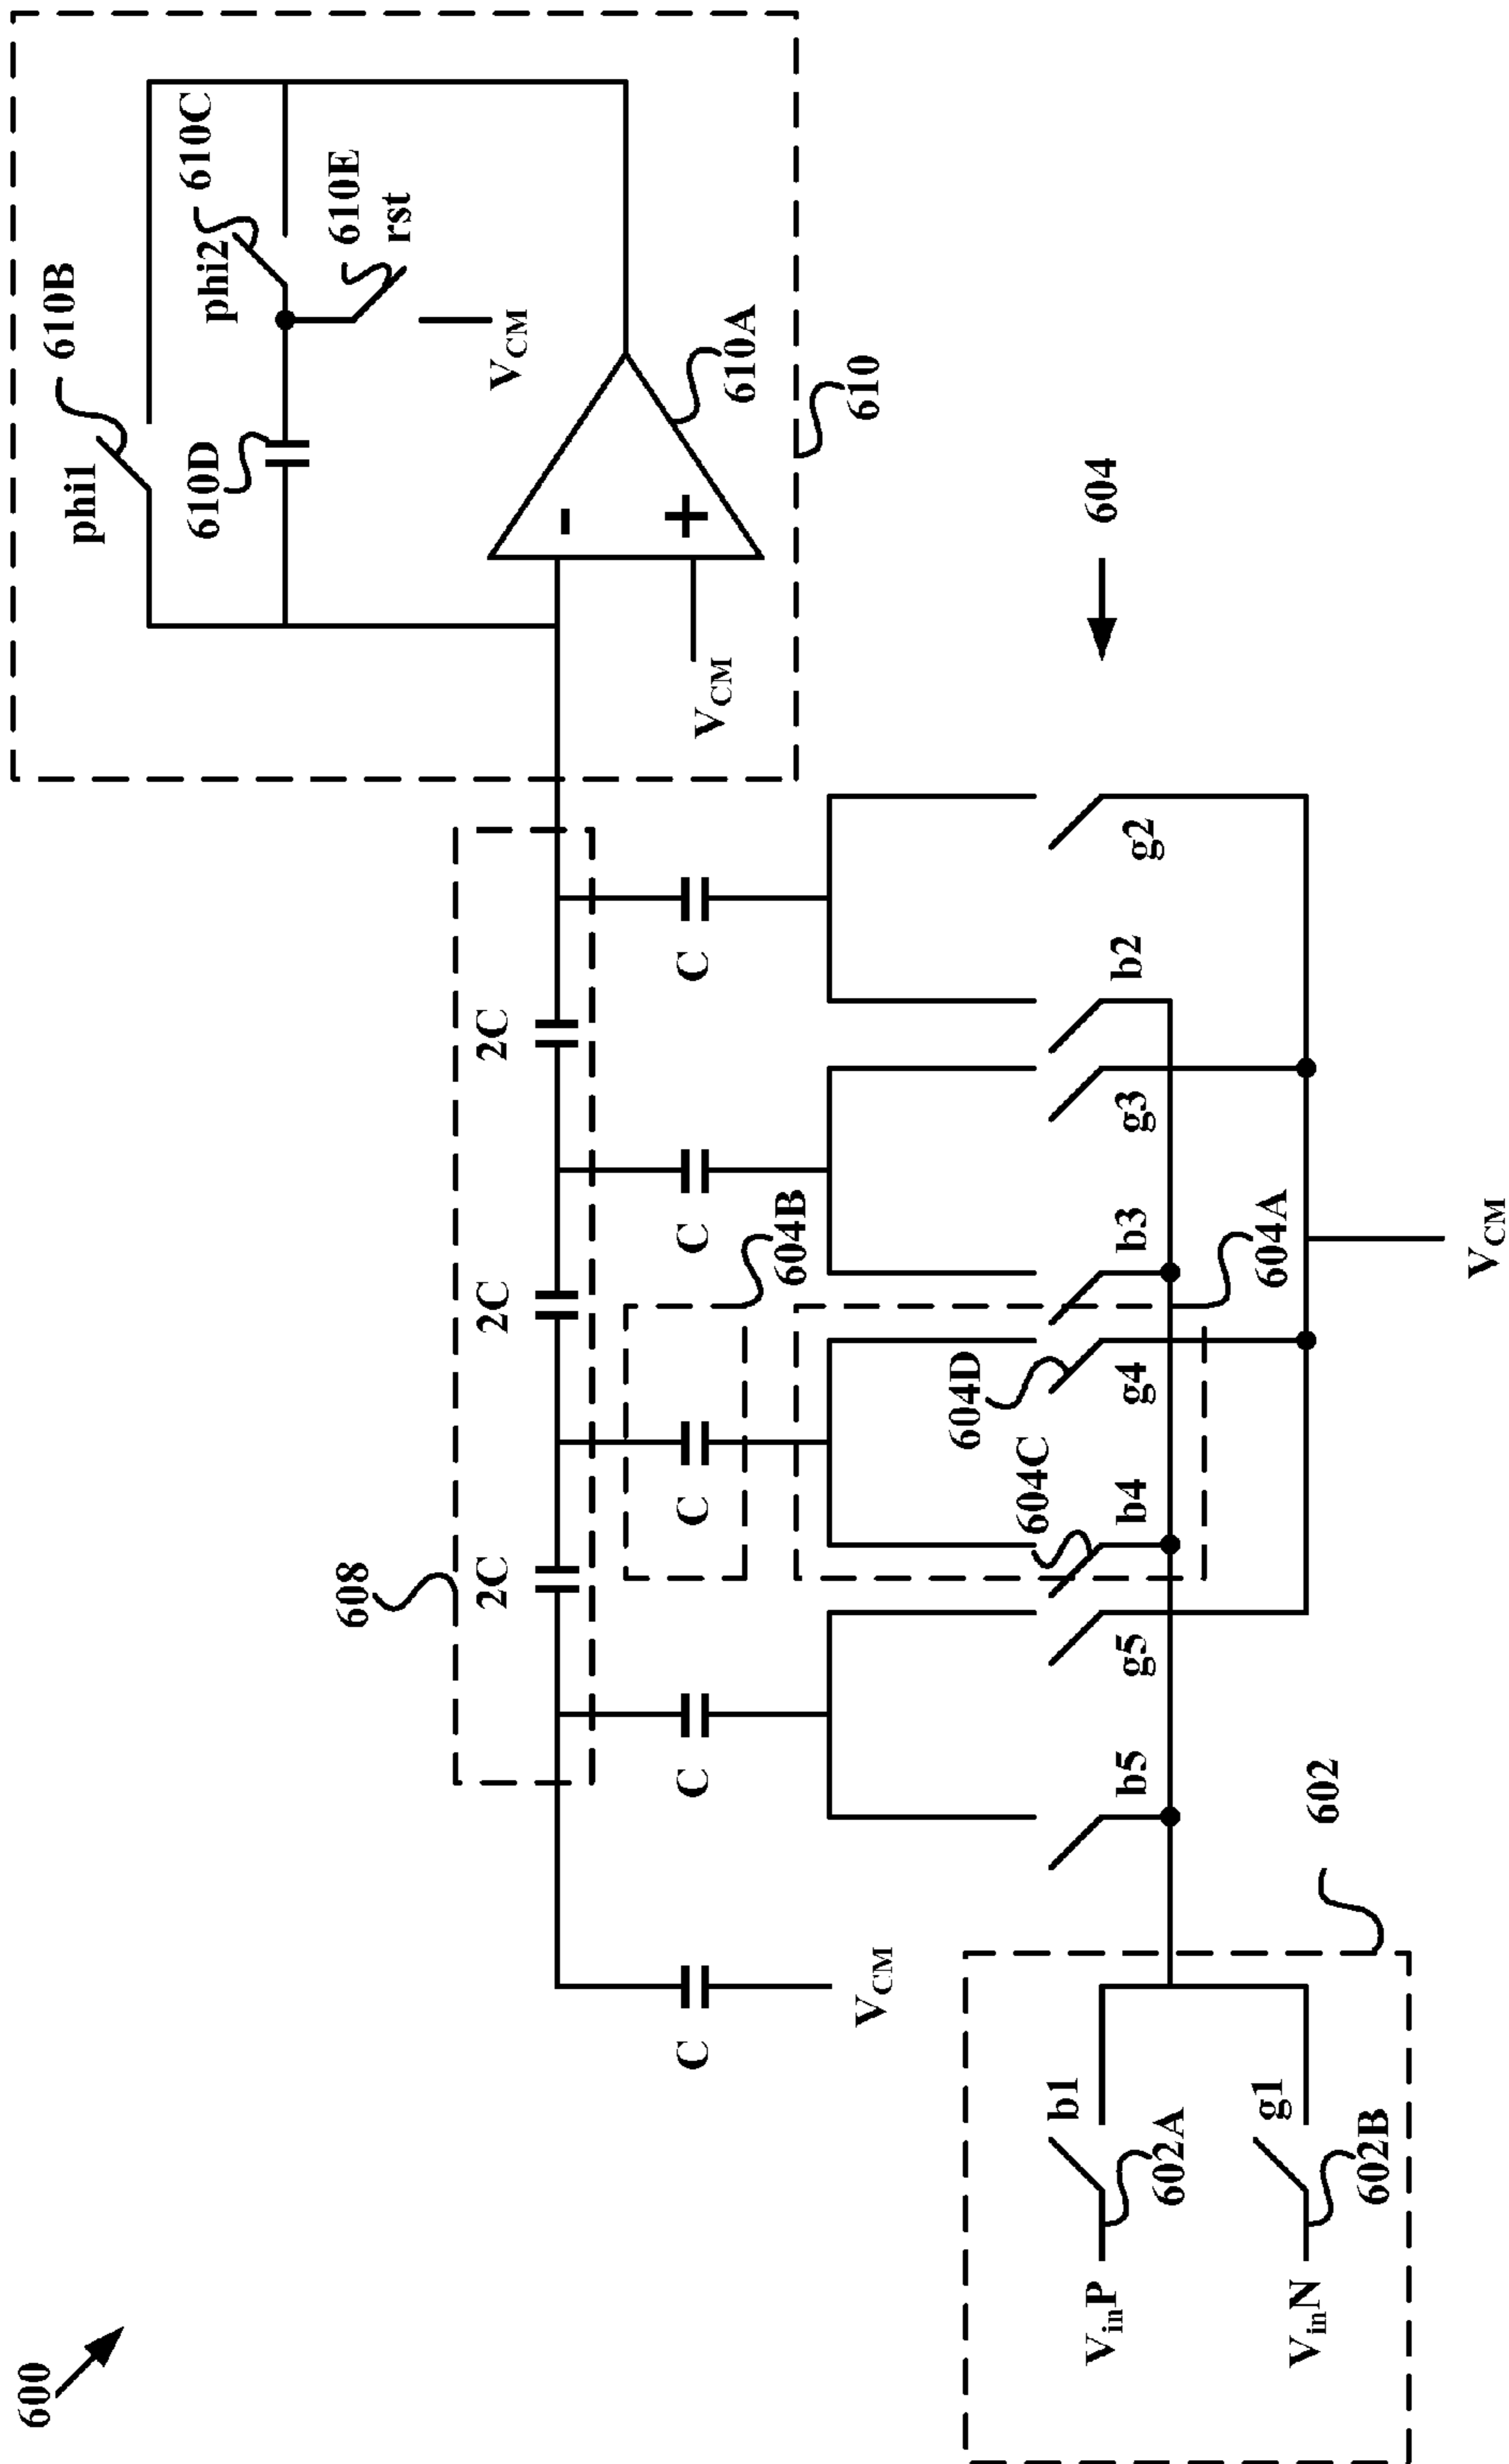 600
608
2C
2C
2C
C
C
C
C
C
VCM
604B
604C
604D
b5
g5
b4
g4
b3
g3
b2
g2
604A
604
VCM
VinP
b1
602A
VinN
g1
602B
602
phi1
610B
610D
phi2
610C
610E
rst
VCM
-
+
VCM
610A
610